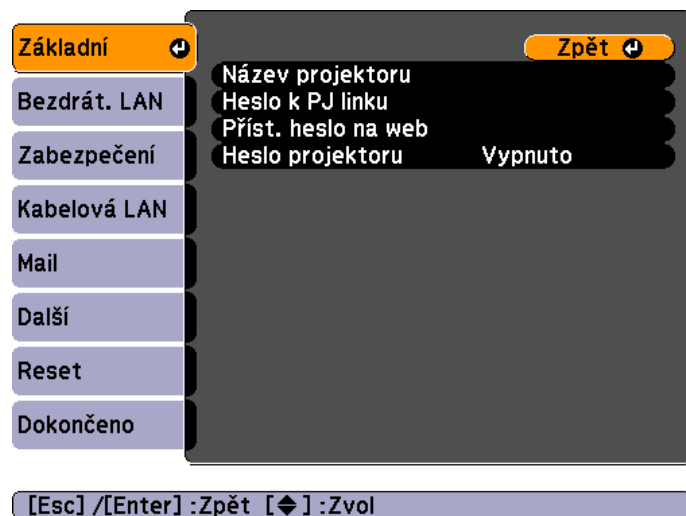 Základní
Bezdrát. LAN
Zabezpečení
Kabelová LAN
Mail
Další
Reset
Dokončeno
Zpět
Název projektoru
Heslo k PJ linku
Příst. heslo na web
Heslo projektoru Vypnuto
[Esc] /[Enter] :Zpět [◆] :Zvol